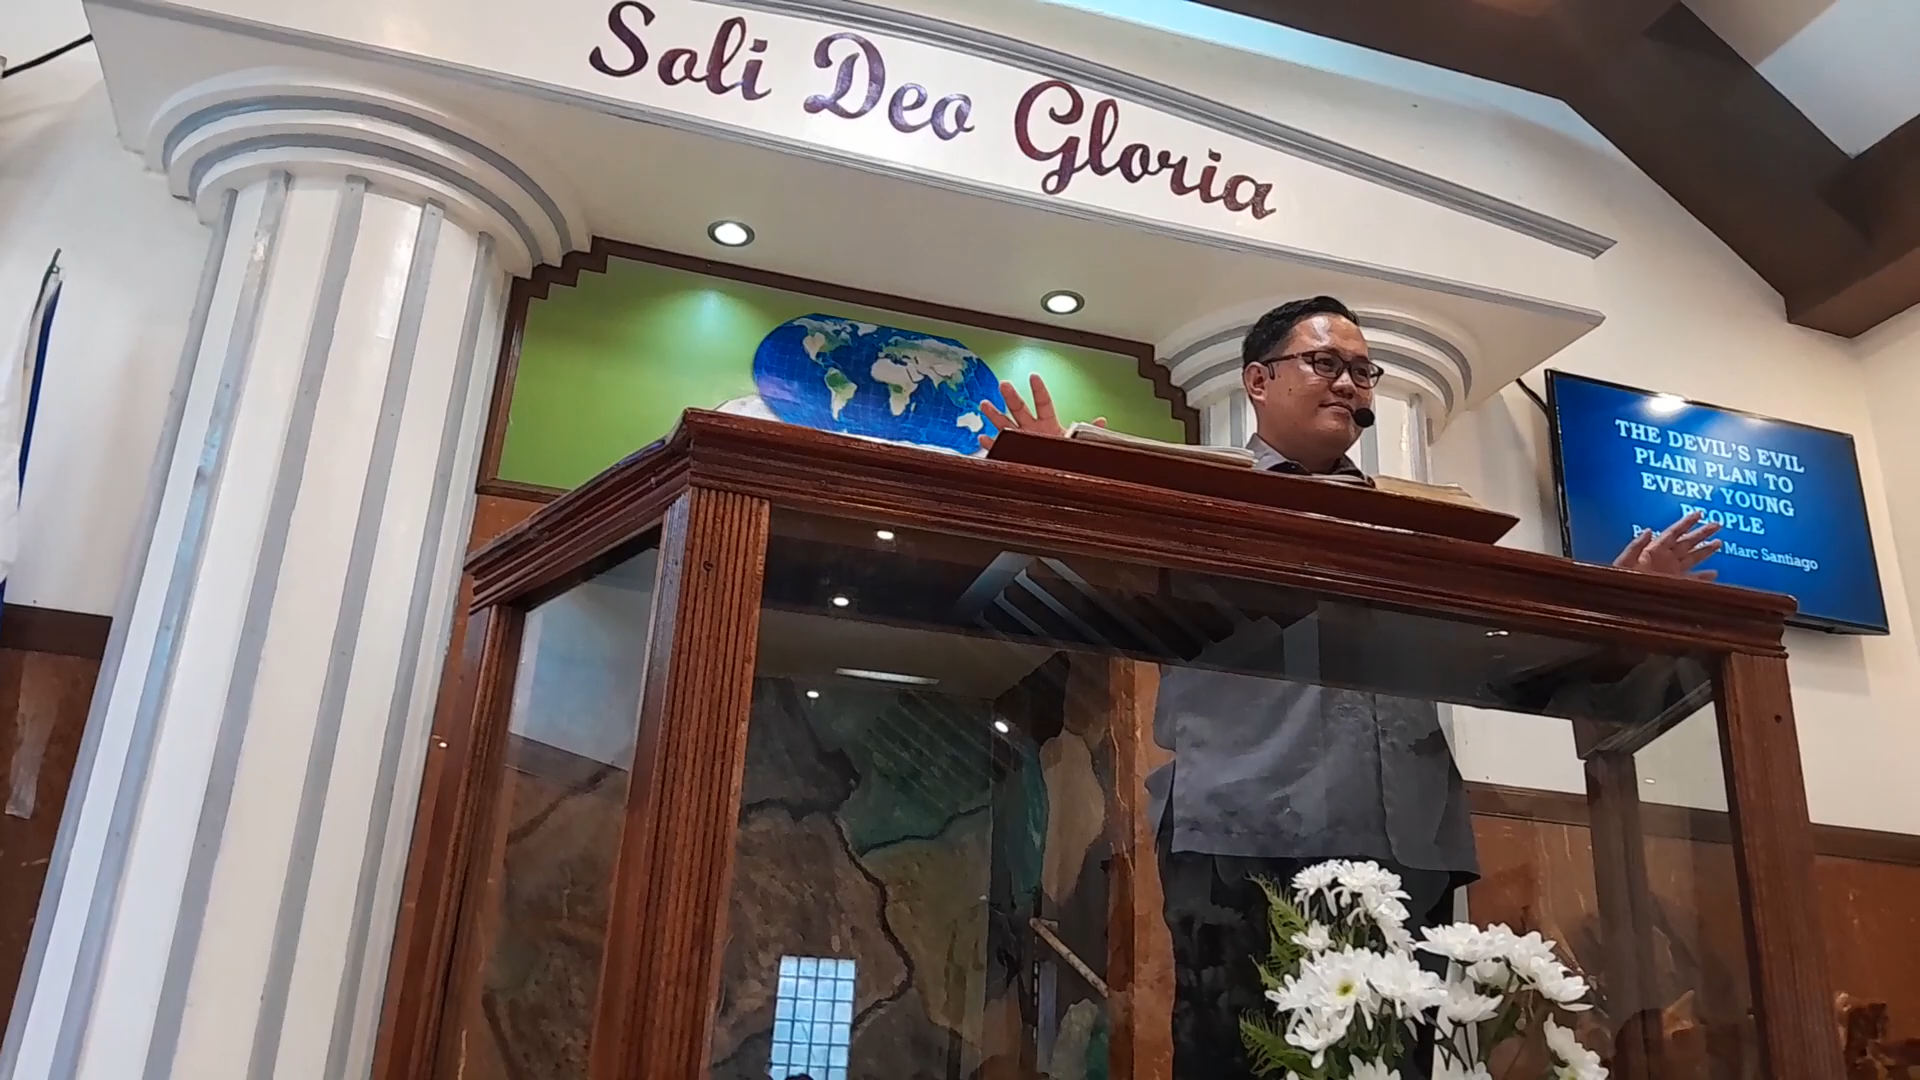 Soli Deo Gloria
THE DEVIL'S EVIL
PLAIN PLAN TO
EVERY YOUNG
PEOPLE
Marc Santiago